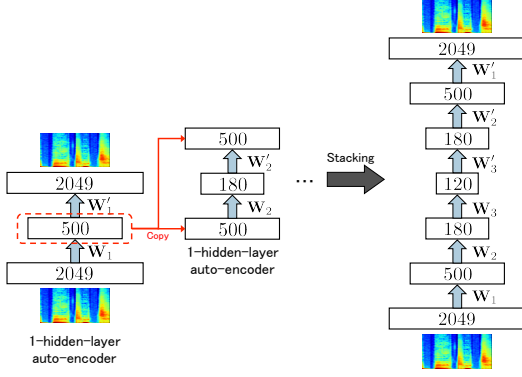 2049
W′₁
500
W₁
2049
1-hidden-layer
auto-encoder
Copy
500
W′₂
180
W₂
500
1-hidden-layer
auto-encoder
...
Stacking
2049
W′₁
500
W′₂
180
W′₃
120
W₃
180
W₂
500
W₁
2049